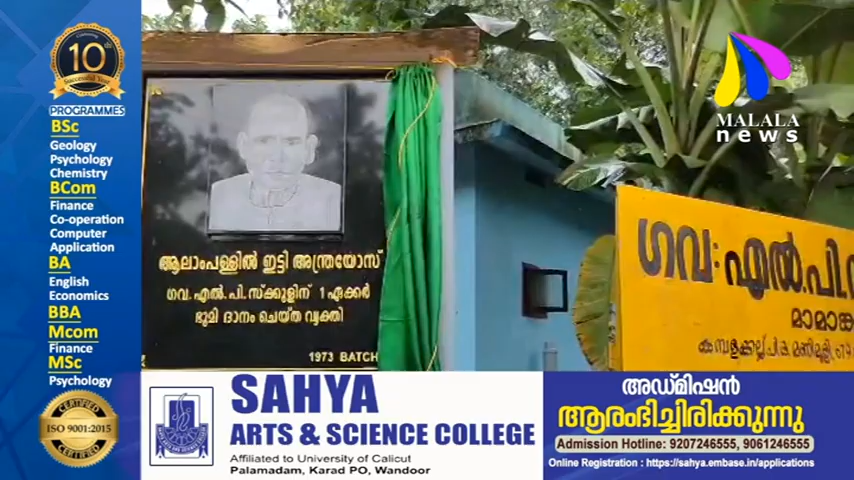 10th
Successful Year
PROGRAMMES
BSc
Geology
Psychology
Chemistry
BCom
Finance
Co-operation
Computer
Application
BA
English
Economics
BBA
Mcom
Finance
MSc
Psychology
CERTIFIED
ISO 9001:2015
CERTIFIED
MALALA
news
ആലാംപള്ളിൽ ഇട്ടി അന്ത്രയോസ്
ഗവ.എൽ.പി.സ്ക്കൂളിന് 1 ഏക്കർ
ഭൂമി ദാനം ചെയ്ത വ്യക്തി
1973 BATCH
ഗവ: എൽ.പി.
മാമാങ്ക
SAHYA
ARTS & SCIENCE COLLEGE
Affiliated to University of Calicut
Palamadam, Karad PO, Wandoor
അഡ്മിഷൻ
ആരംഭിച്ചിരിക്കുന്നു
Admission Hotline: 9207246555, 9061246555
Online Registration : https://sahya.embase.in/applications